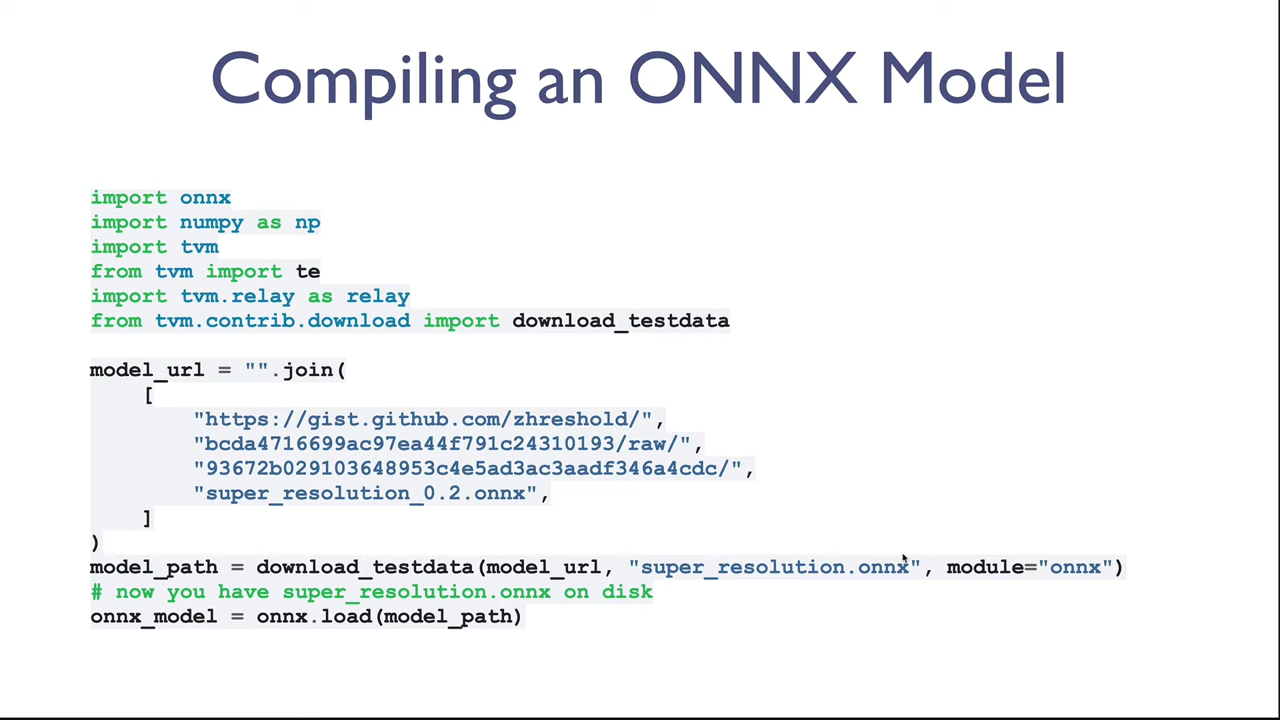 Compiling an ONNX Model
import onnx
import numpy as np
import tvm
from tvm import te
import tvm.relay as relay
from tvm.contrib.download import download_testdata
model_url = "".join(
    [
        "https://gist.github.com/zhreshold/",
        "bcda4716699ac97ea44f791c24310193/raw/",
        "93672b029103648953c4e5ad3ac3aadf346a4cdc/",
        "super_resolution_0.2.onnx",
    ]
)
model_path = download_testdata(model_url, "super_resolution.onnx", module="onnx")
# now you have super_resolution.onnx on disk
onnx_model = onnx.load(model_path)